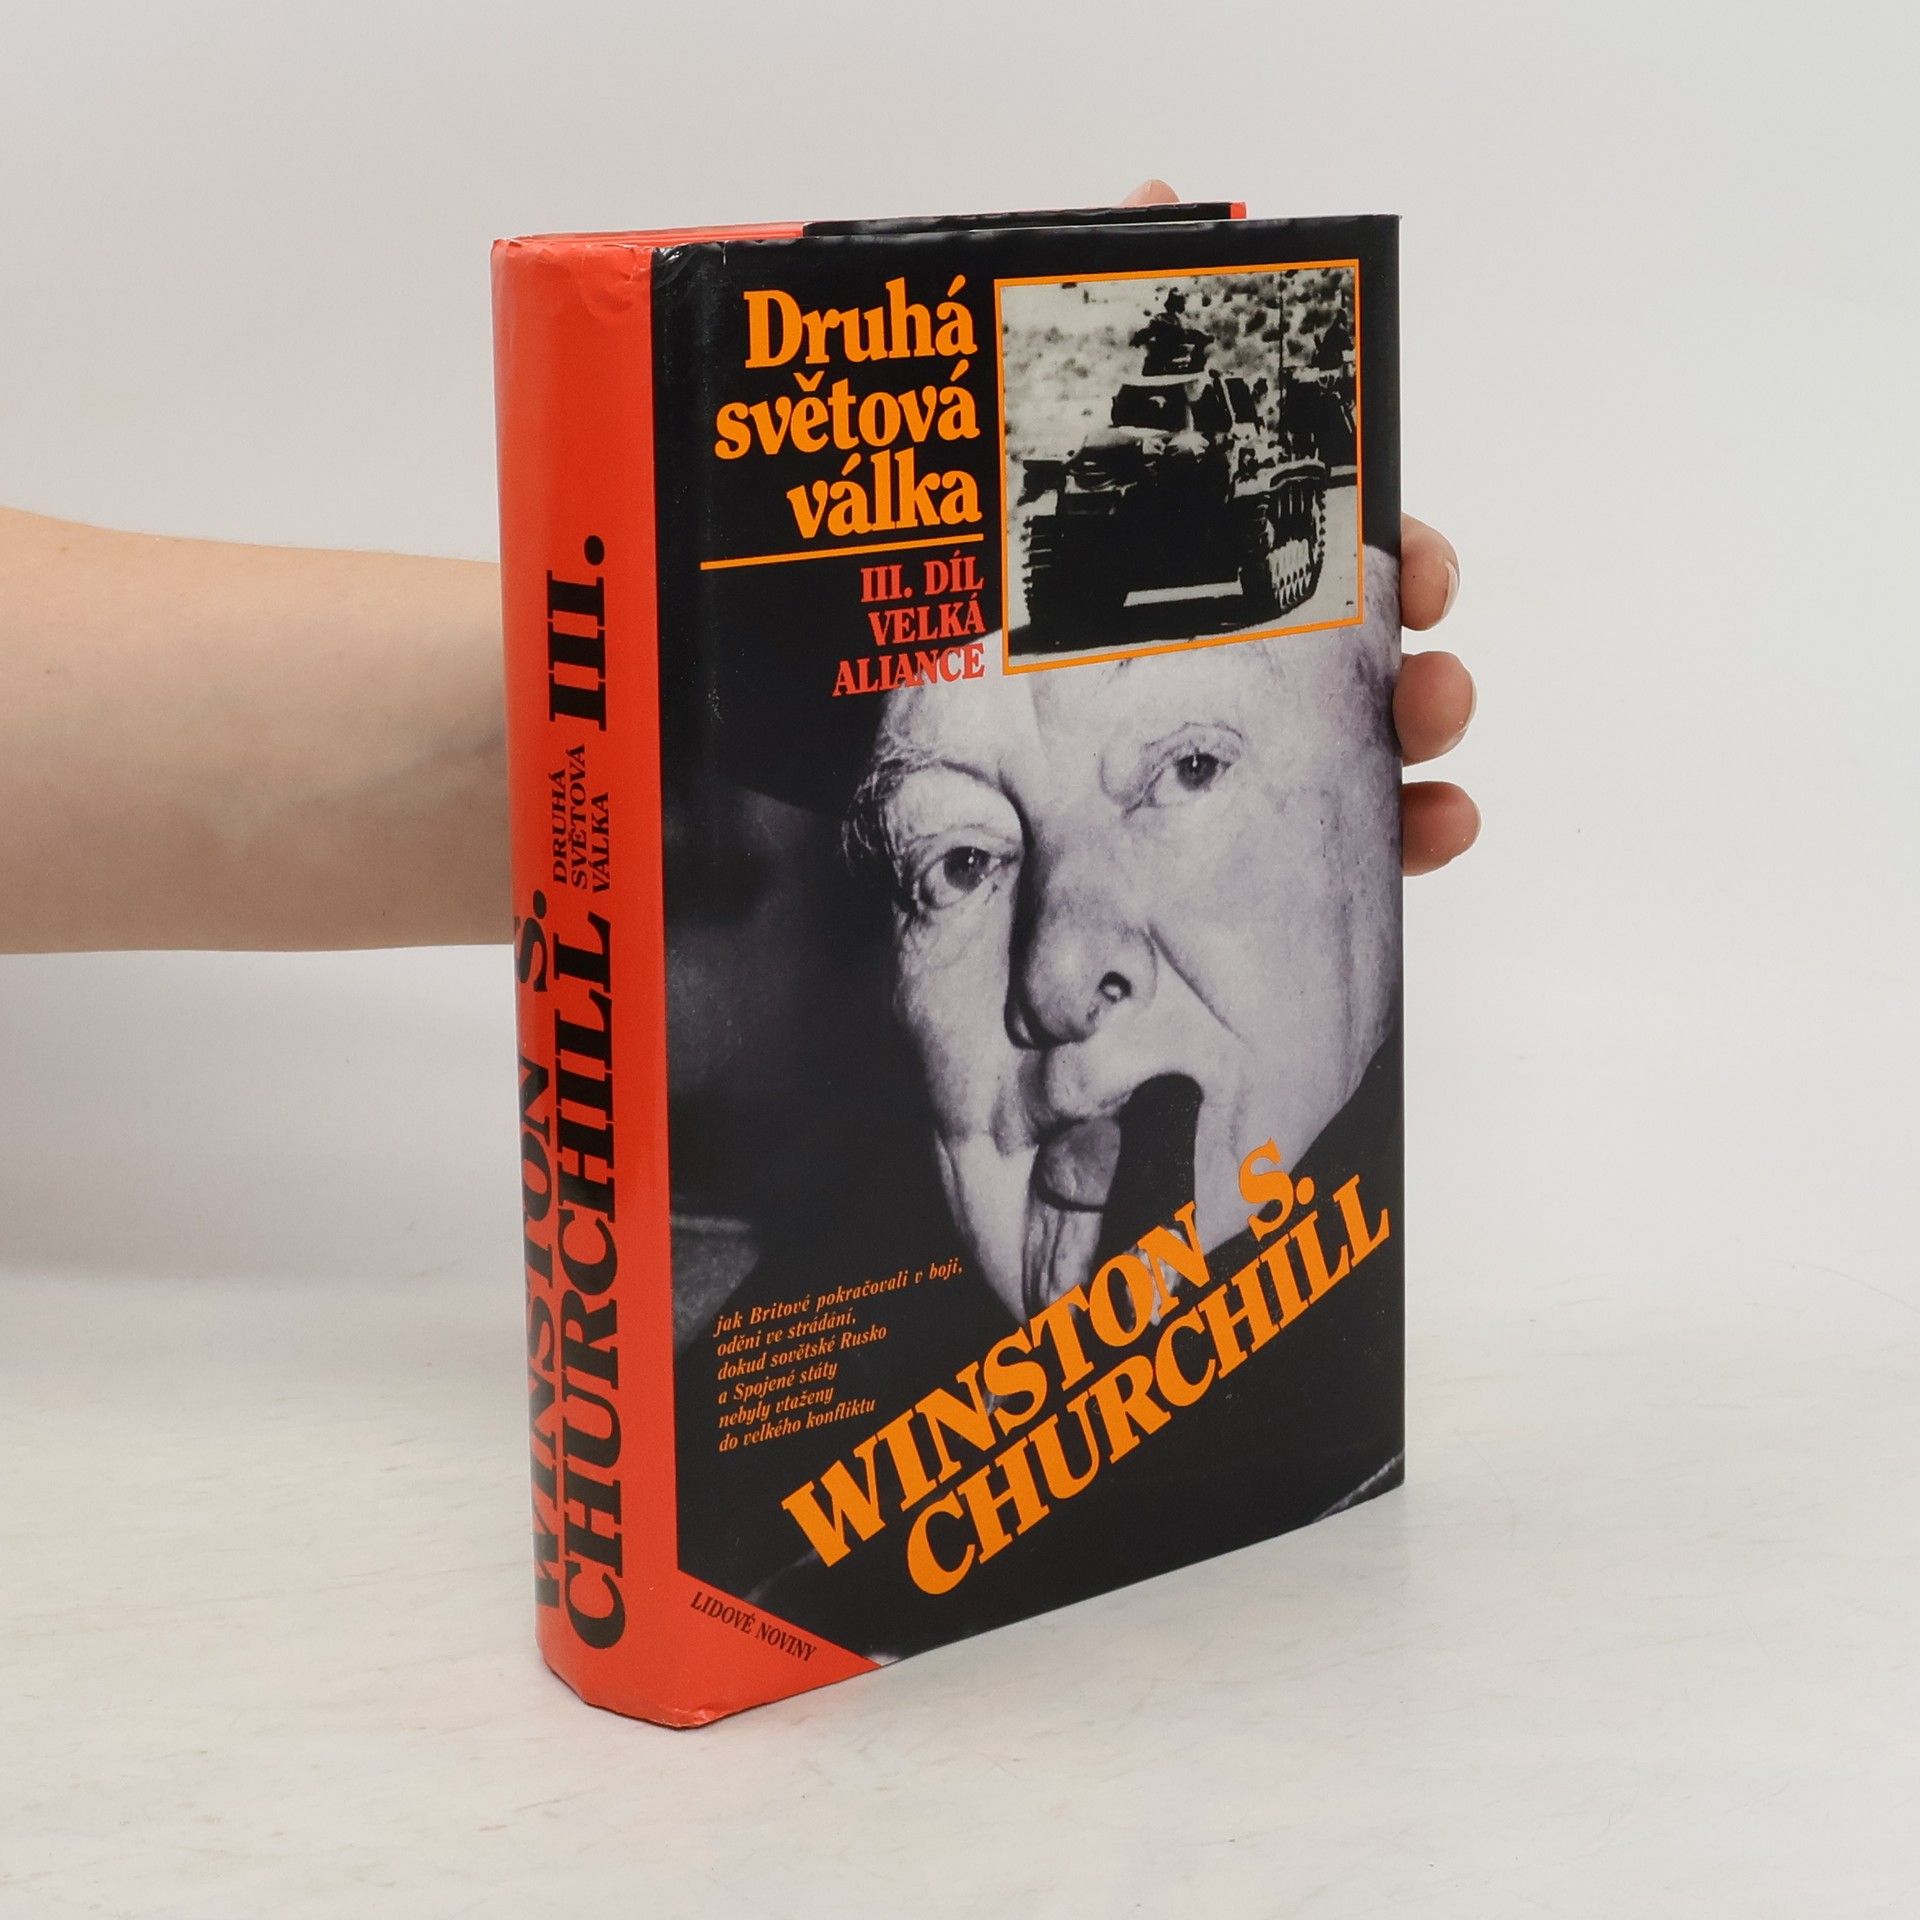 Druhá
světová
válka
III. DÍL
VELKÁ
ALIANCE
jak Britové pokračovali v boji,
oděni ve strádání,
dokud sovětské Rusko
a Spojené státy
nebyly vtaženy
do velkého konfliktu
WINSTON S.
CHURCHILL
LIDOVÉ NOVINY
WINSTON S.
CHURCHILL
DRUHÁ
SVĚTOVÁ
VÁLKA
III.